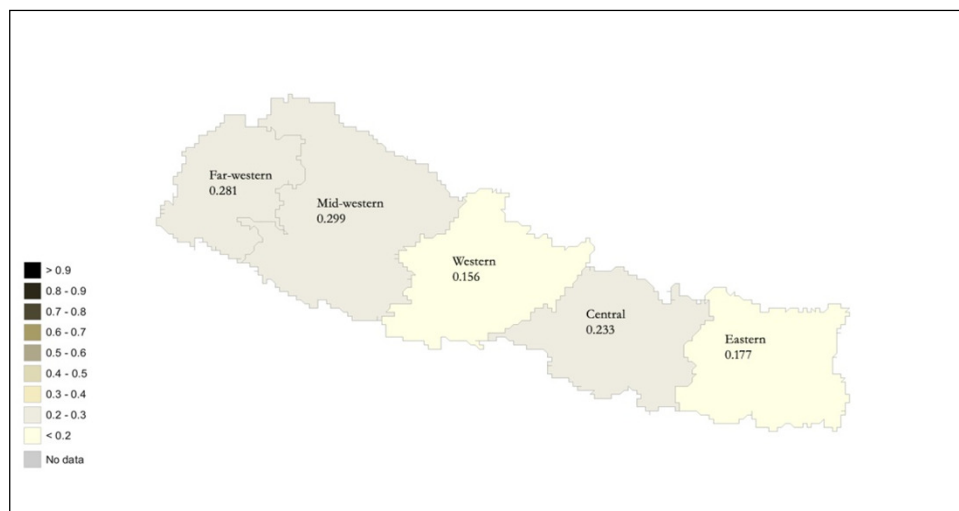 Far-western
0.281
Mid-western
0.299
Western
0.156
Central
0.233
Eastern
0.177
> 0.9
0.8 - 0.9
0.7 - 0.8
0.6 - 0.7
0.5 - 0.6
0.4 - 0.5
0.3 - 0.4
0.2 - 0.3
< 0.2
No data